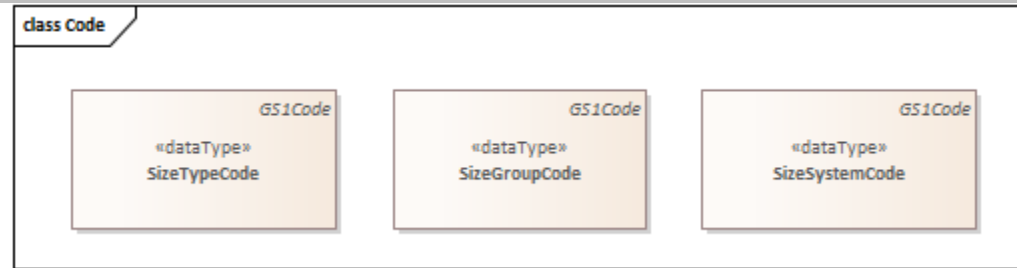 class Code
GS1Code
«dataType»
SizeTypeCode
GS1Code
«dataType»
SizeGroupCode
GS1Code
«dataType»
SizeSystemCode